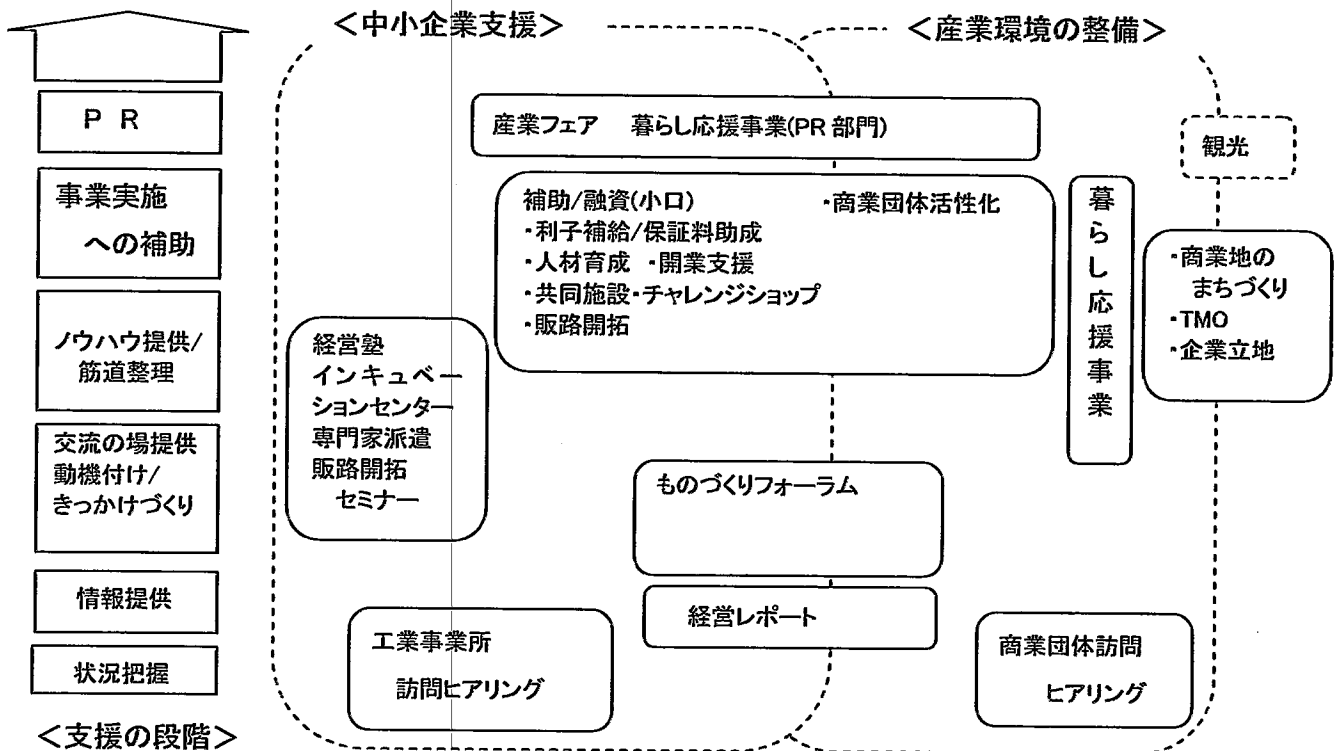 <中小企業支援>
<産業環境の整備>
PR
事業実施
への補助
ノウハウ提供/
筋道整理
交流の場提供
動機付け/
きっかけづくり
情報提供
状況把握
<支援の段階>
産業フェア 暮らし応援事業(PR部門)
補助/融資(小口) ・商業団体活性化
・利子補給/保証料助成
・人材育成 ・開業支援
・共同施設・チャレンジショップ
・販路開拓
経営塾
インキュベー
ションセンター
専門家派遣
販路開拓
セミナー
ものづくりフォーラム
経営レポート
工業事業所
訪問ヒアリング
商業団体訪問
ヒアリング
暮らし応援事業
観光
・商業地の
まちづくり
・TMO
・企業立地